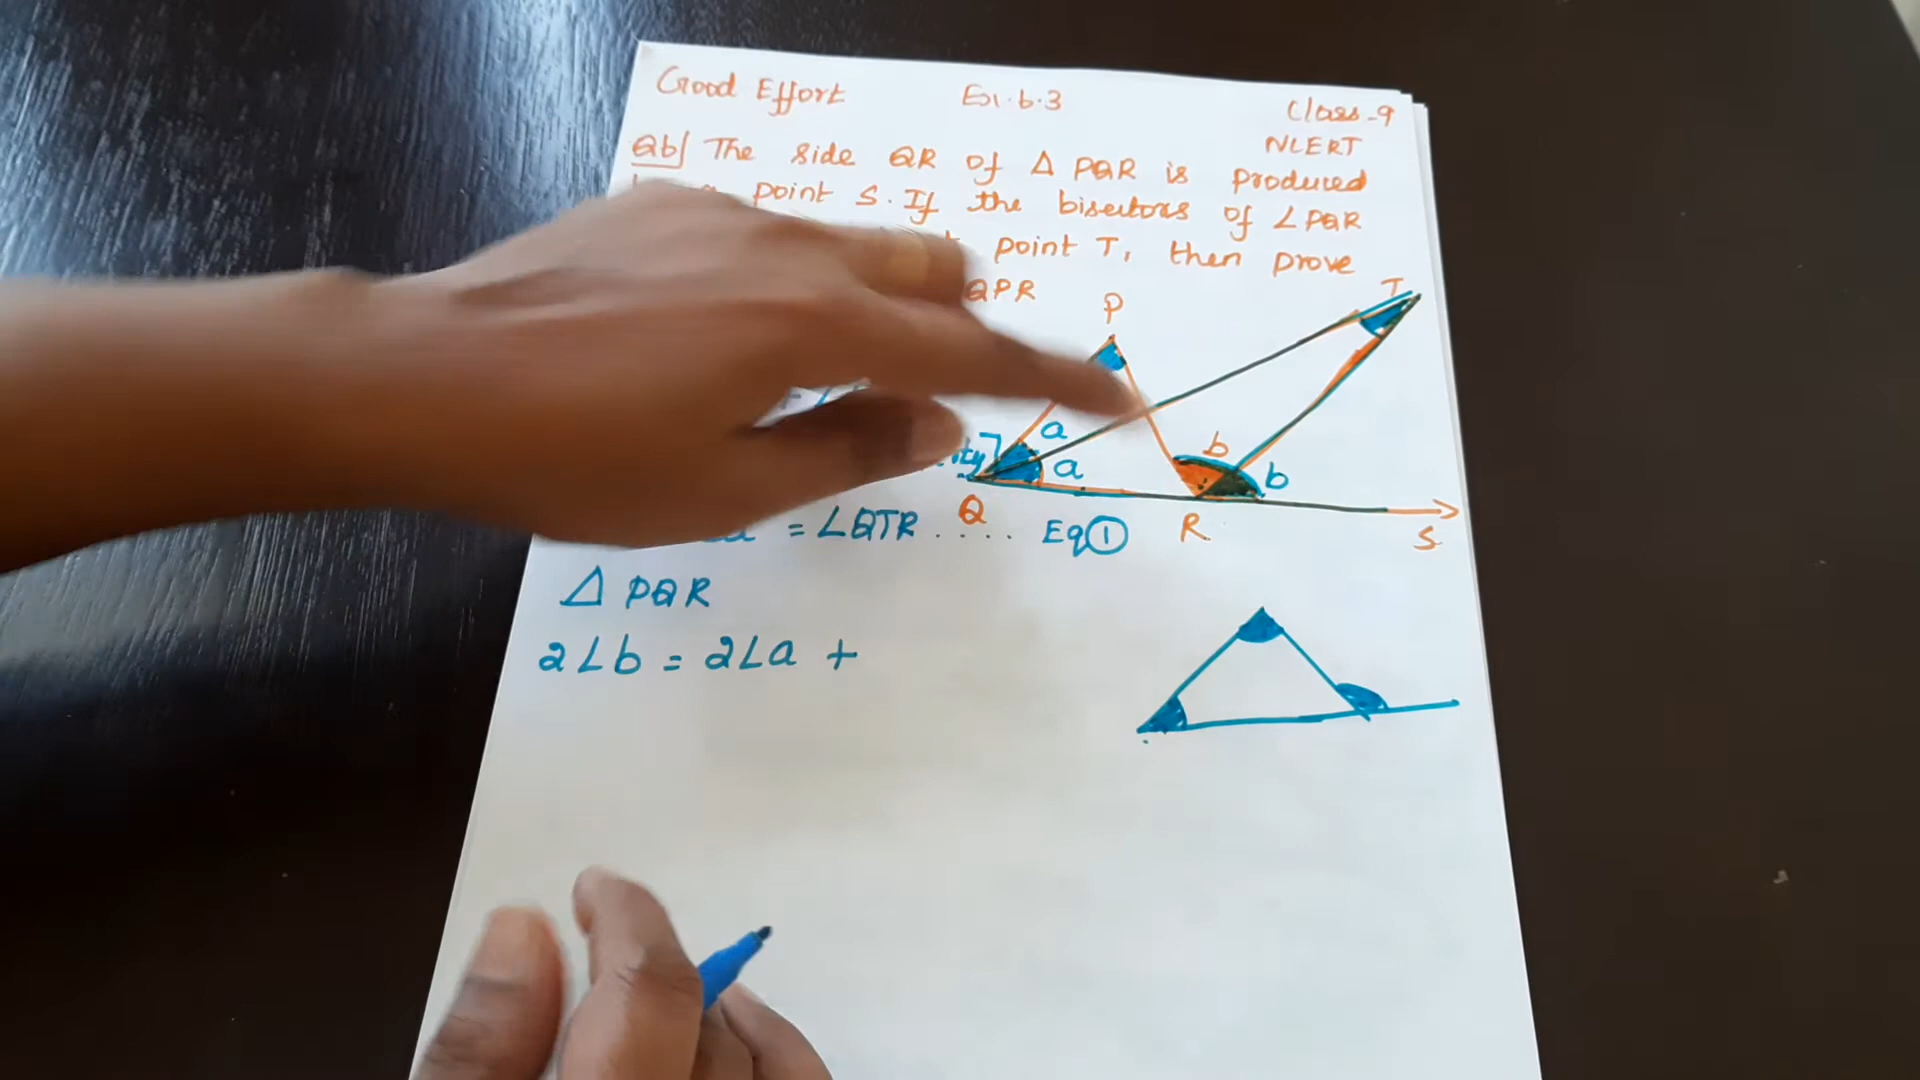 Good Effort Ex.6.3 Class-9
NCERT
Q6) The side QR of △ PQR is produced
point S. If the bisectors of ∠PQR
point T, then prove
QPR
T
P
a
a
b
b
Q
R
S
= ∠QTR .... Eq①
△ PQR
2∠b = 2∠a +